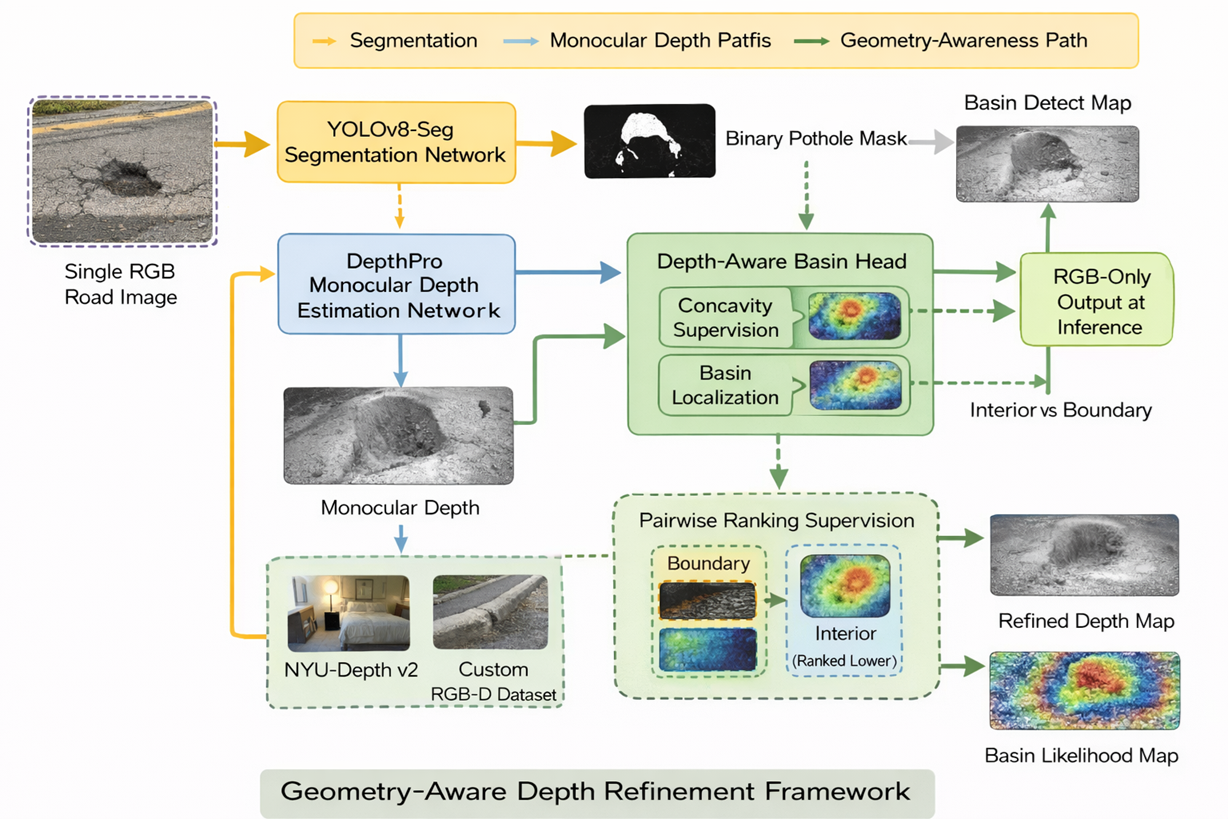 Segmentation
Monocular Depth Patfis
Geometry-Awareness Path
YOLOv8-Seg
Segmentation Network
Binary Pothole Mask
Basin Detect Map
Single RGB
Road Image
DepthPro
Monocular Depth
Estimation Network
Depth-Aware Basin Head
Concavity
Supervision
Basin
Localization
RGB-Only
Output at
Inference
Interior vs Boundary
Monocular Depth
NYU-Depth v2
Custom
RGB-D Dataset
Pairwise Ranking Supervision
Boundary
Interior
(Ranked Lower)
Refined Depth Map
Basin Likelihood Map
Geometry-Aware Depth Refinement Framework